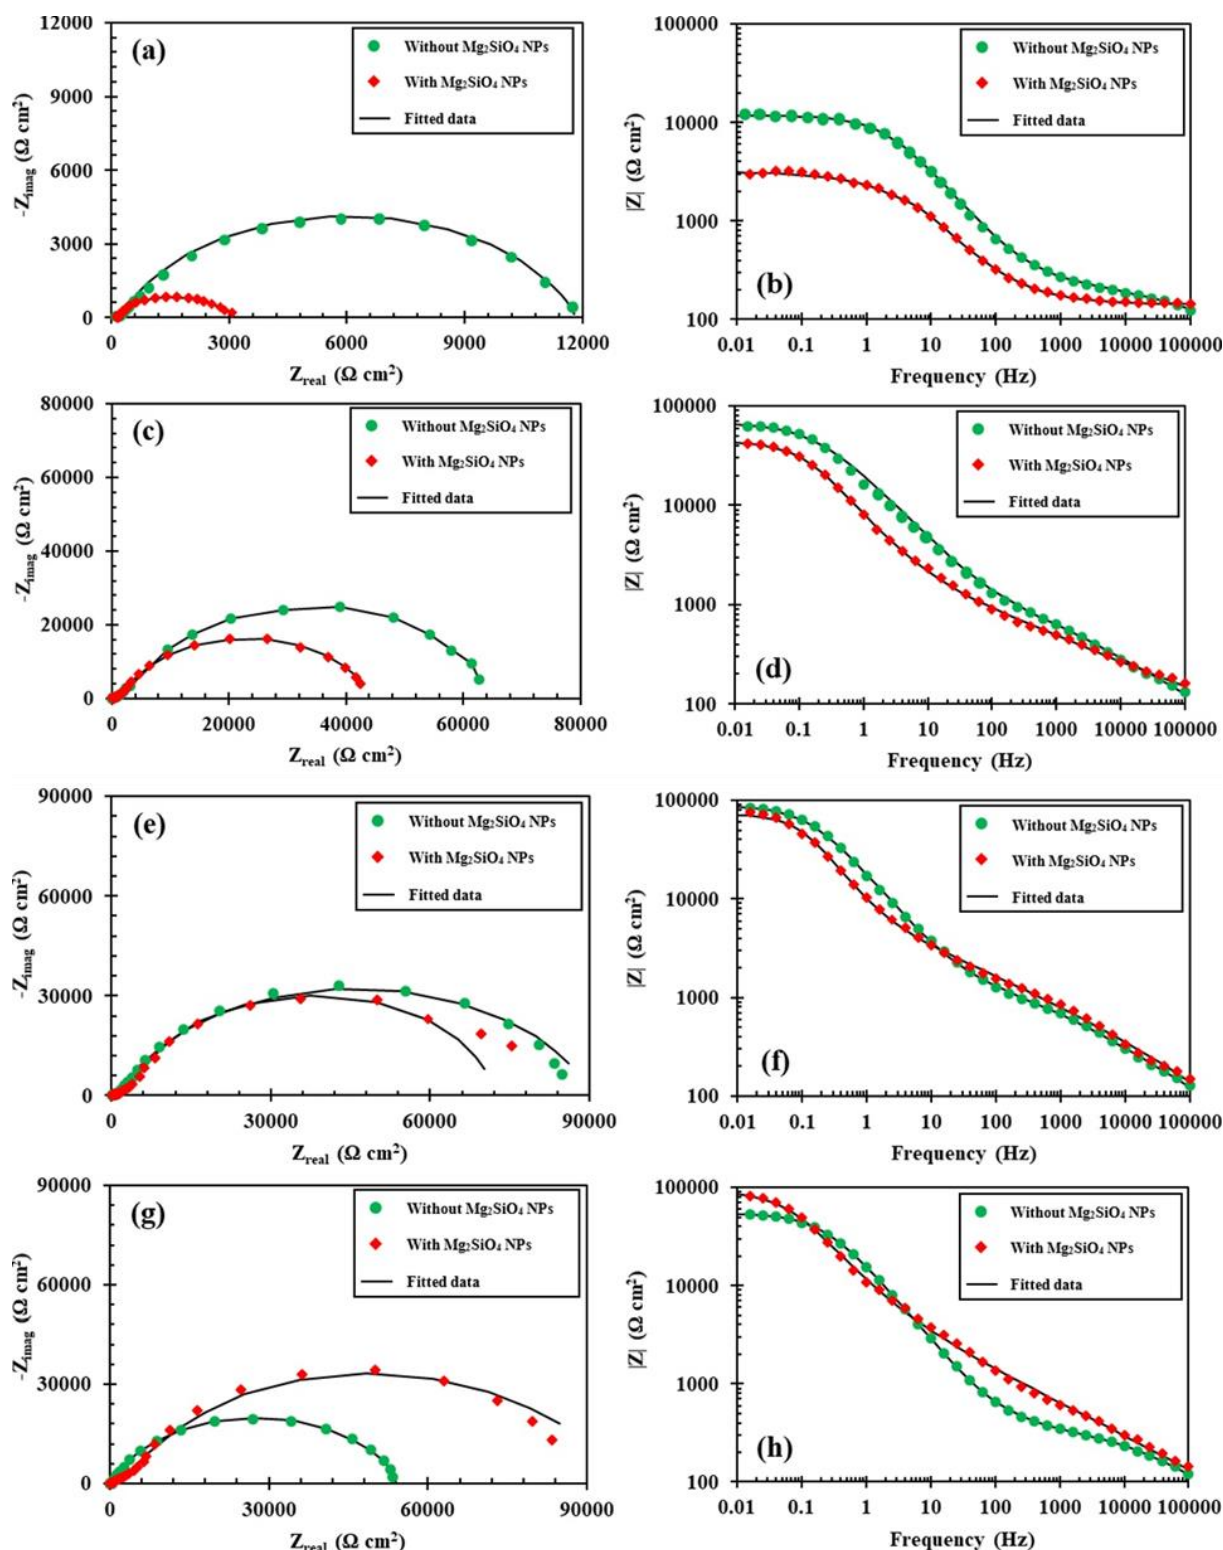 12000
9000
6000
3000
0
-Zimag (Ω cm²)
(a)
Without Mg₂SiO₄ NPs
With Mg₂SiO₄ NPs
Fitted data
0 3000 6000 9000 12000
Zreal (Ω cm²)
100000
10000
1000
100
|Z| (Ω cm²)
Without Mg₂SiO₄ NPs
With Mg₂SiO₄ NPs
Fitted data
(b)
0.01 0.1 1 10 100 1000 10000 100000
Frequency (Hz)
80000
60000
40000
20000
0
-Zimag (Ω cm²)
(c)
Without Mg₂SiO₄ NPs
With Mg₂SiO₄ NPs
Fitted data
0 20000 40000 60000 80000
Zreal (Ω cm²)
100000
10000
1000
100
|Z| (Ω cm²)
Without Mg₂SiO₄ NPs
With Mg₂SiO₄ NPs
Fitted data
(d)
0.01 0.1 1 10 100 1000 10000 100000
Frequency (Hz)
90000
60000
30000
0
-Zimag (Ω cm²)
(e)
Without Mg₂SiO₄ NPs
With Mg₂SiO₄ NPs
Fitted data
0 30000 60000 90000
Zreal (Ω cm²)
100000
10000
1000
100
|Z| (Ω cm²)
Without Mg₂SiO₄ NPs
With Mg₂SiO₄ NPs
Fitted data
(f)
0.01 0.1 1 10 100 1000 10000 100000
Frequency (Hz)
90000
60000
30000
0
-Zimag (Ω cm²)
(g)
Without Mg₂SiO₄ NPs
With Mg₂SiO₄ NPs
Fitted data
0 30000 60000 90000
Zreal (Ω cm²)
100000
10000
1000
100
|Z| (Ω cm²)
Without Mg₂SiO₄ NPs
With Mg₂SiO₄ NPs
Fitted data
(h)
0.01 0.1 1 10 100 1000 10000 100000
Frequency (Hz)